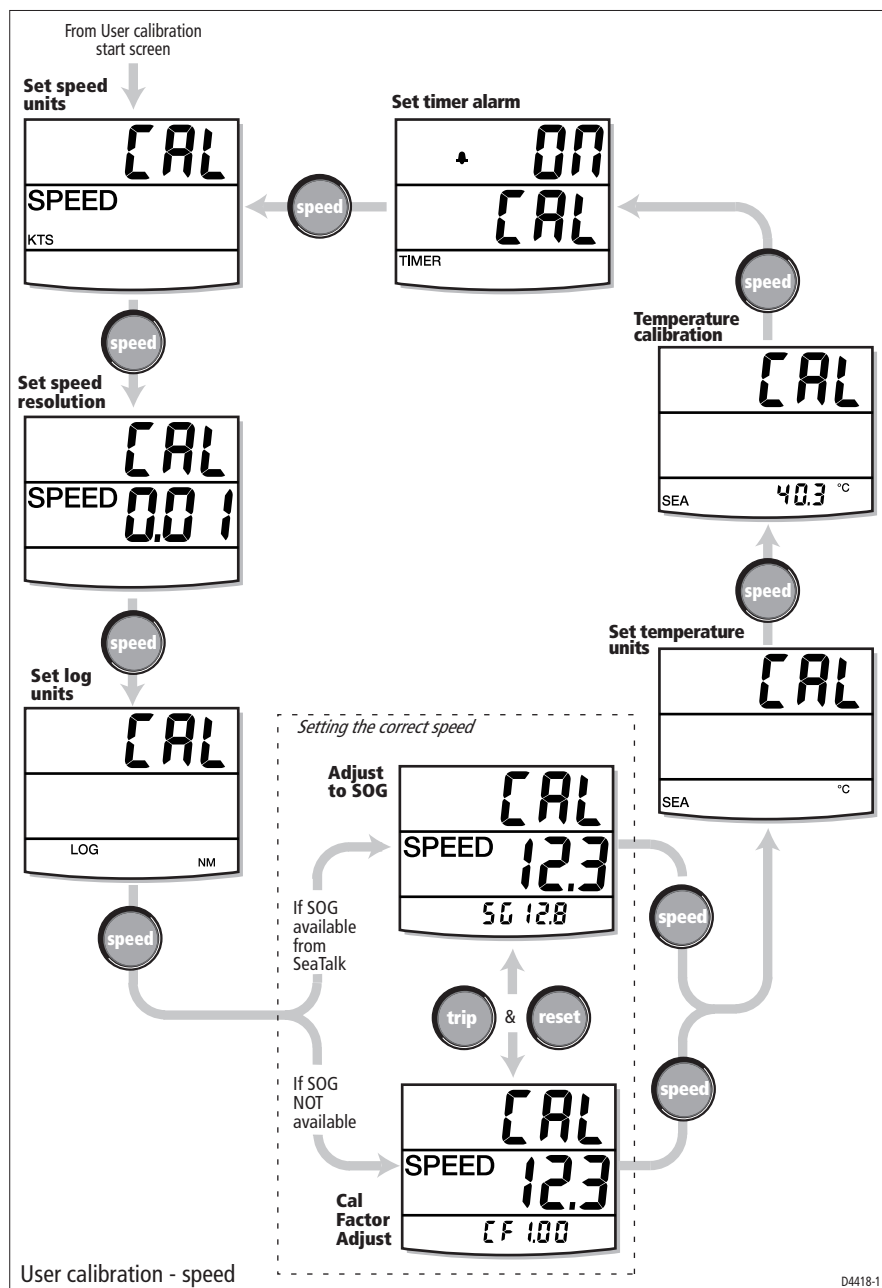 From User calibration
start screen
Set speed
units
CAL
SPEED
KTS
speed
Set timer alarm
ON
CAL
TIMER
speed
speed
Set speed
resolution
CAL
SPEED 0.01
speed
Temperature
calibration
CAL
SEA 40.3 °C
speed
Set log
units
CAL
LOG
NM
speed
Set temperature
units
CAL
SEA °C
Setting the correct speed
Adjust
to SOG
CAL
SPEED 12.3
SG 12.8
If SOG
available
from
SeaTalk
speed
trip & reset
If SOG
NOT
available
speed
CAL
SPEED 12.3
CF 1.00
Cal
Factor
Adjust
User calibration - speed
D4418-1